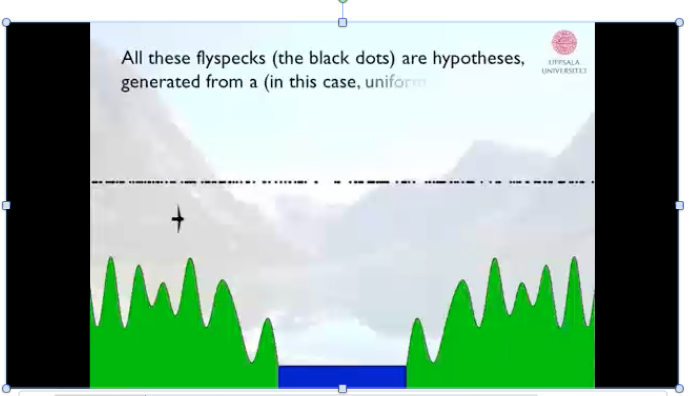 All these flyspecks (the black dots) are hypotheses,
generated from a (in this case, uniform
UPPSALA
UNIVERSITET